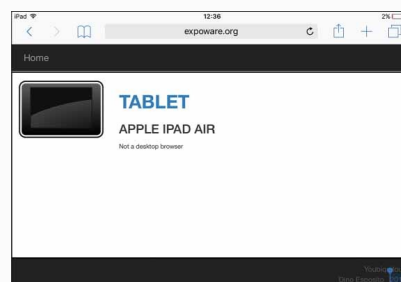 iPad 12:36 2%
expoware.org
Home
TABLET
APPLE IPAD AIR
Not a desktop browser